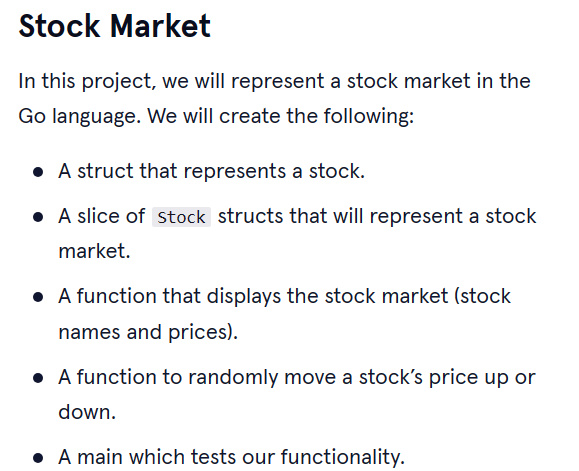 Stock Market
In this project, we will represent a stock market in the
Go language. We will create the following:
● A struct that represents a stock.
● A slice of Stock structs that will represent a stock
market.
● A function that displays the stock market (stock
names and prices).
● A function to randomly move a stock’s price up or
down.
● A main which tests our functionality.